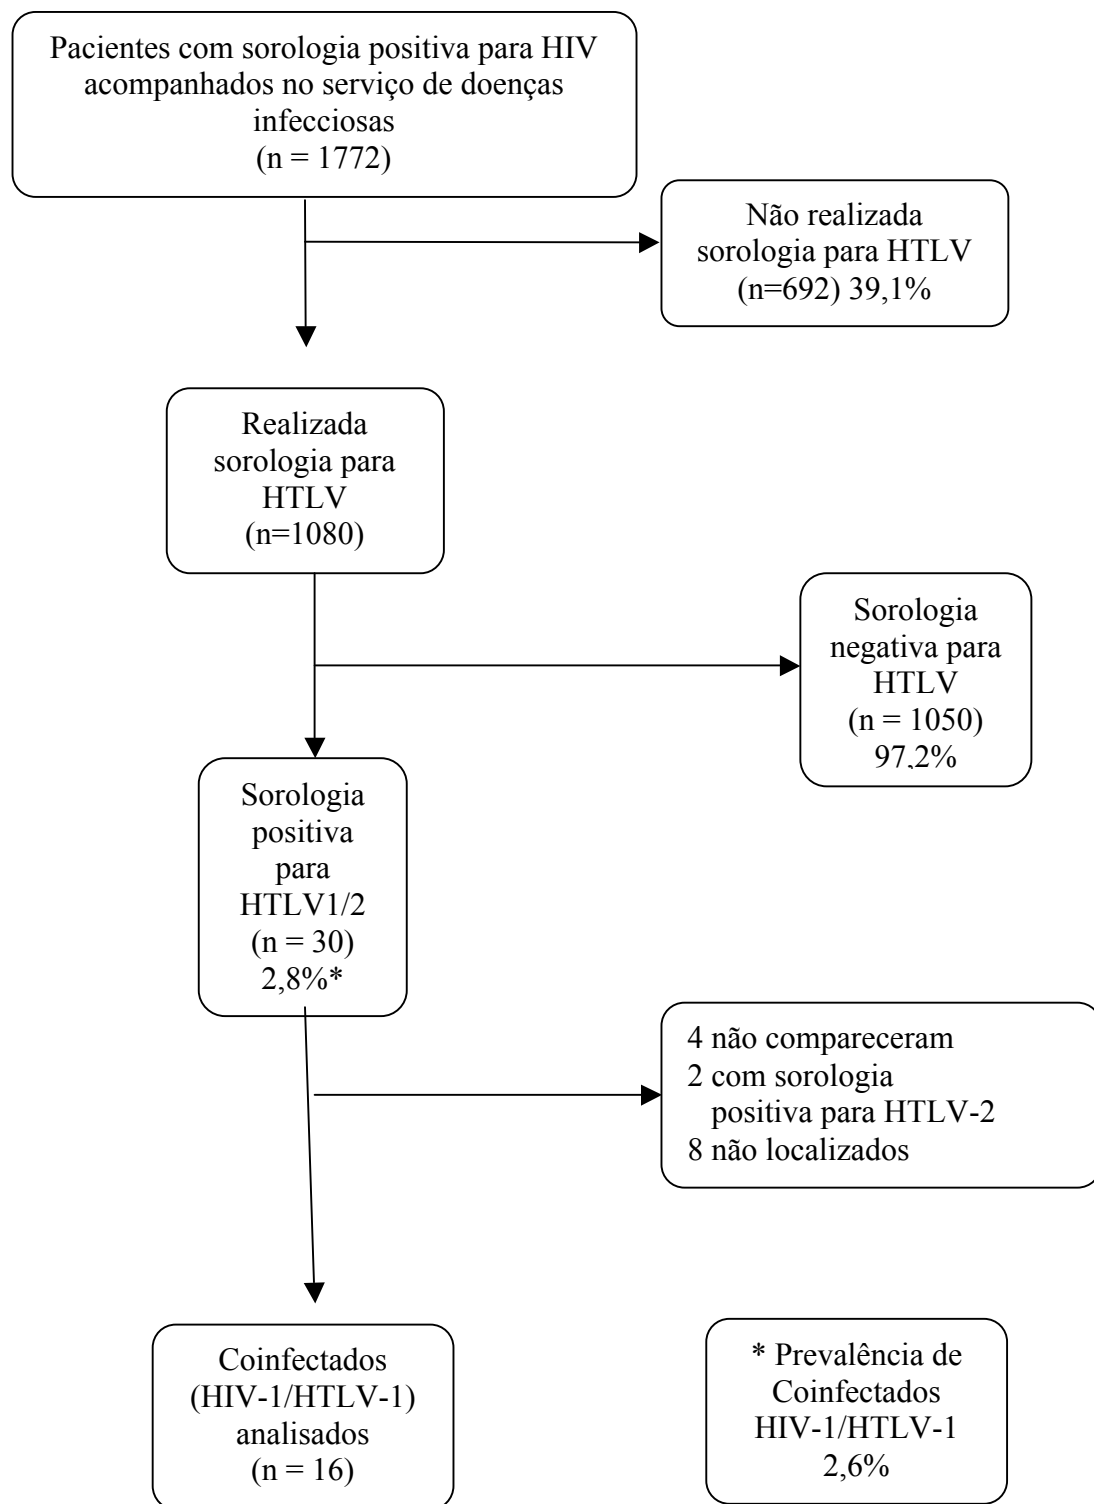 Pacientes com sorologia positiva para HIV
acompanhados no serviço de doenças
infecciosas
(n = 1772)
Não realizada
sorologia para HTLV
(n=692) 39,1%
Realizada
sorologia para
HTLV
(n=1080)
Sorologia
negativa para
HTLV
(n = 1050)
97,2%
Sorologia
positiva
para
HTLV1/2
(n = 30)
2,8%*
4 não compareceram
2 com sorologia
positiva para HTLV-2
8 não localizados
Coinfectados
(HIV-1/HTLV-1)
analisados
(n = 16)
* Prevalência de
Coinfectados
HIV-1/HTLV-1
2,6%